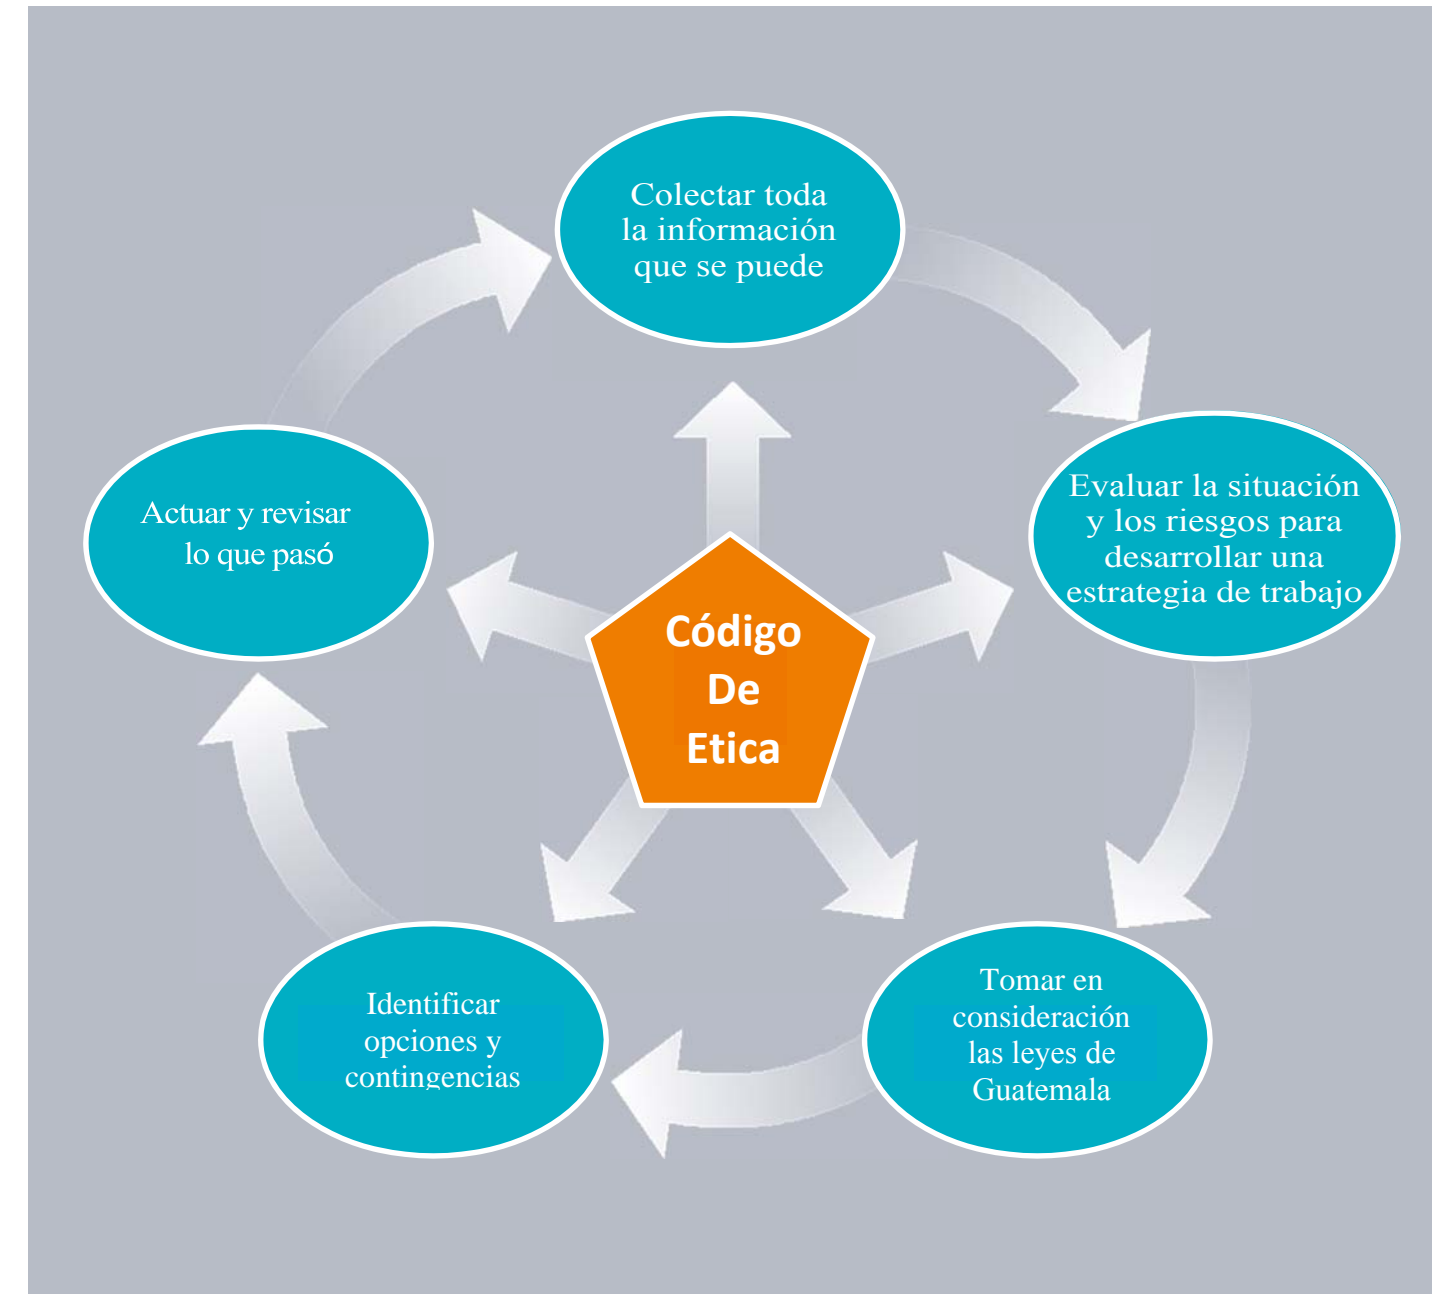 Colectar toda
la información
que se puede
Evaluar la situación
y los riesgos para
desarrollar una
estrategia de trabajo
Tomar en
consideración
las leyes de
Guatemala
Identificar
opciones y
contingencias
Actuar y revisar
lo que pasó
Código
De
Etica